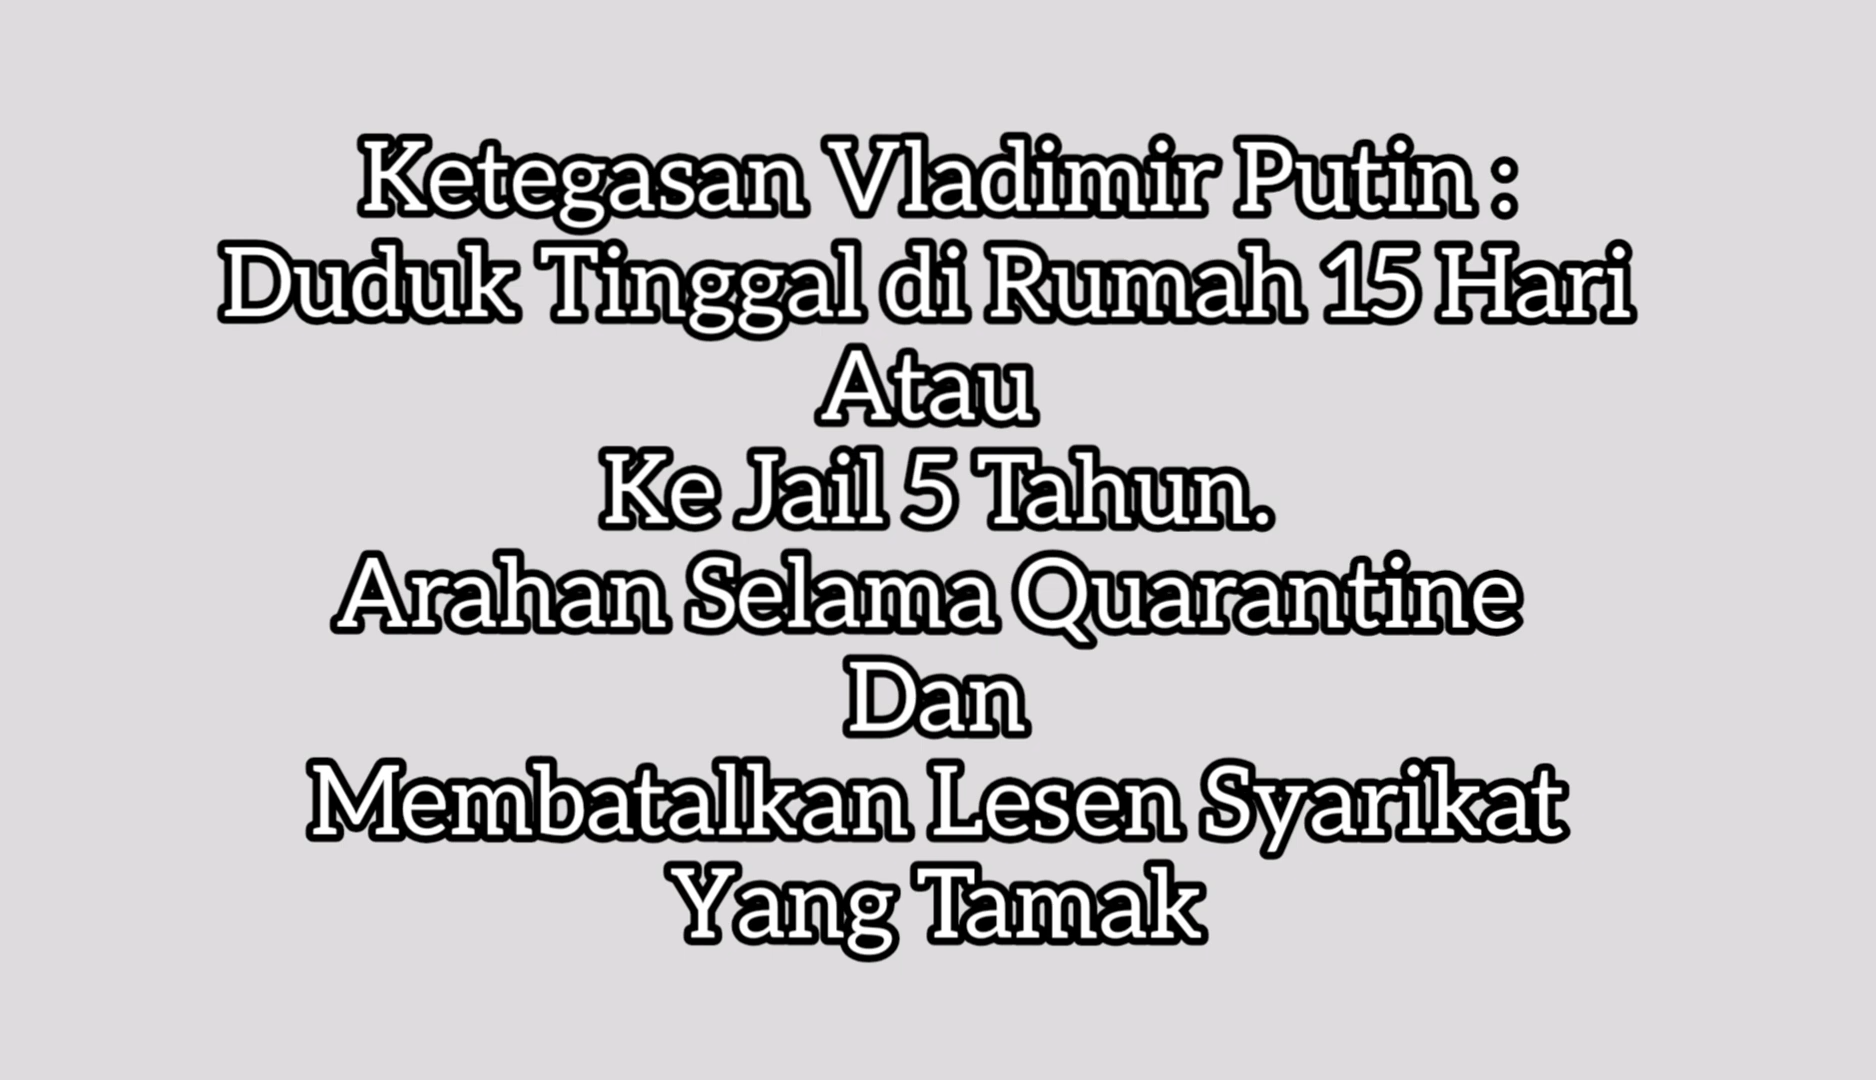 Ketegasan Vladimir Putin :
Duduk Tinggal di Rumah 15 Hari
Atau
Ke Jail 5 Tahun.
Arahan Selama Quarantine
Dan
Membatalkan Lesen Syarikat
Yang Tamak